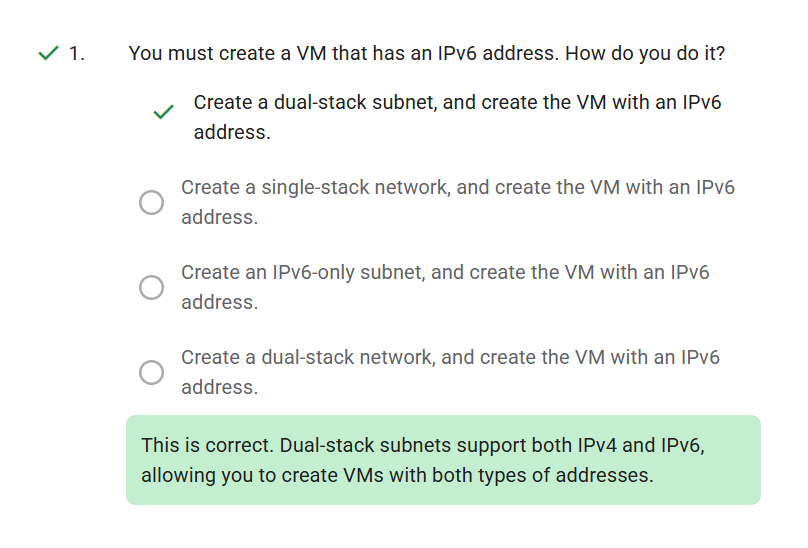 1. You must create a VM that has an IPv6 address. How do you do it?
Create a dual-stack subnet, and create the VM with an IPv6
address.
Create a single-stack network, and create the VM with an IPv6
address.
Create an IPv6-only subnet, and create the VM with an IPv6
address.
Create a dual-stack network, and create the VM with an IPv6
address.
This is correct. Dual-stack subnets support both IPv4 and IPv6,
allowing you to create VMs with both types of addresses.